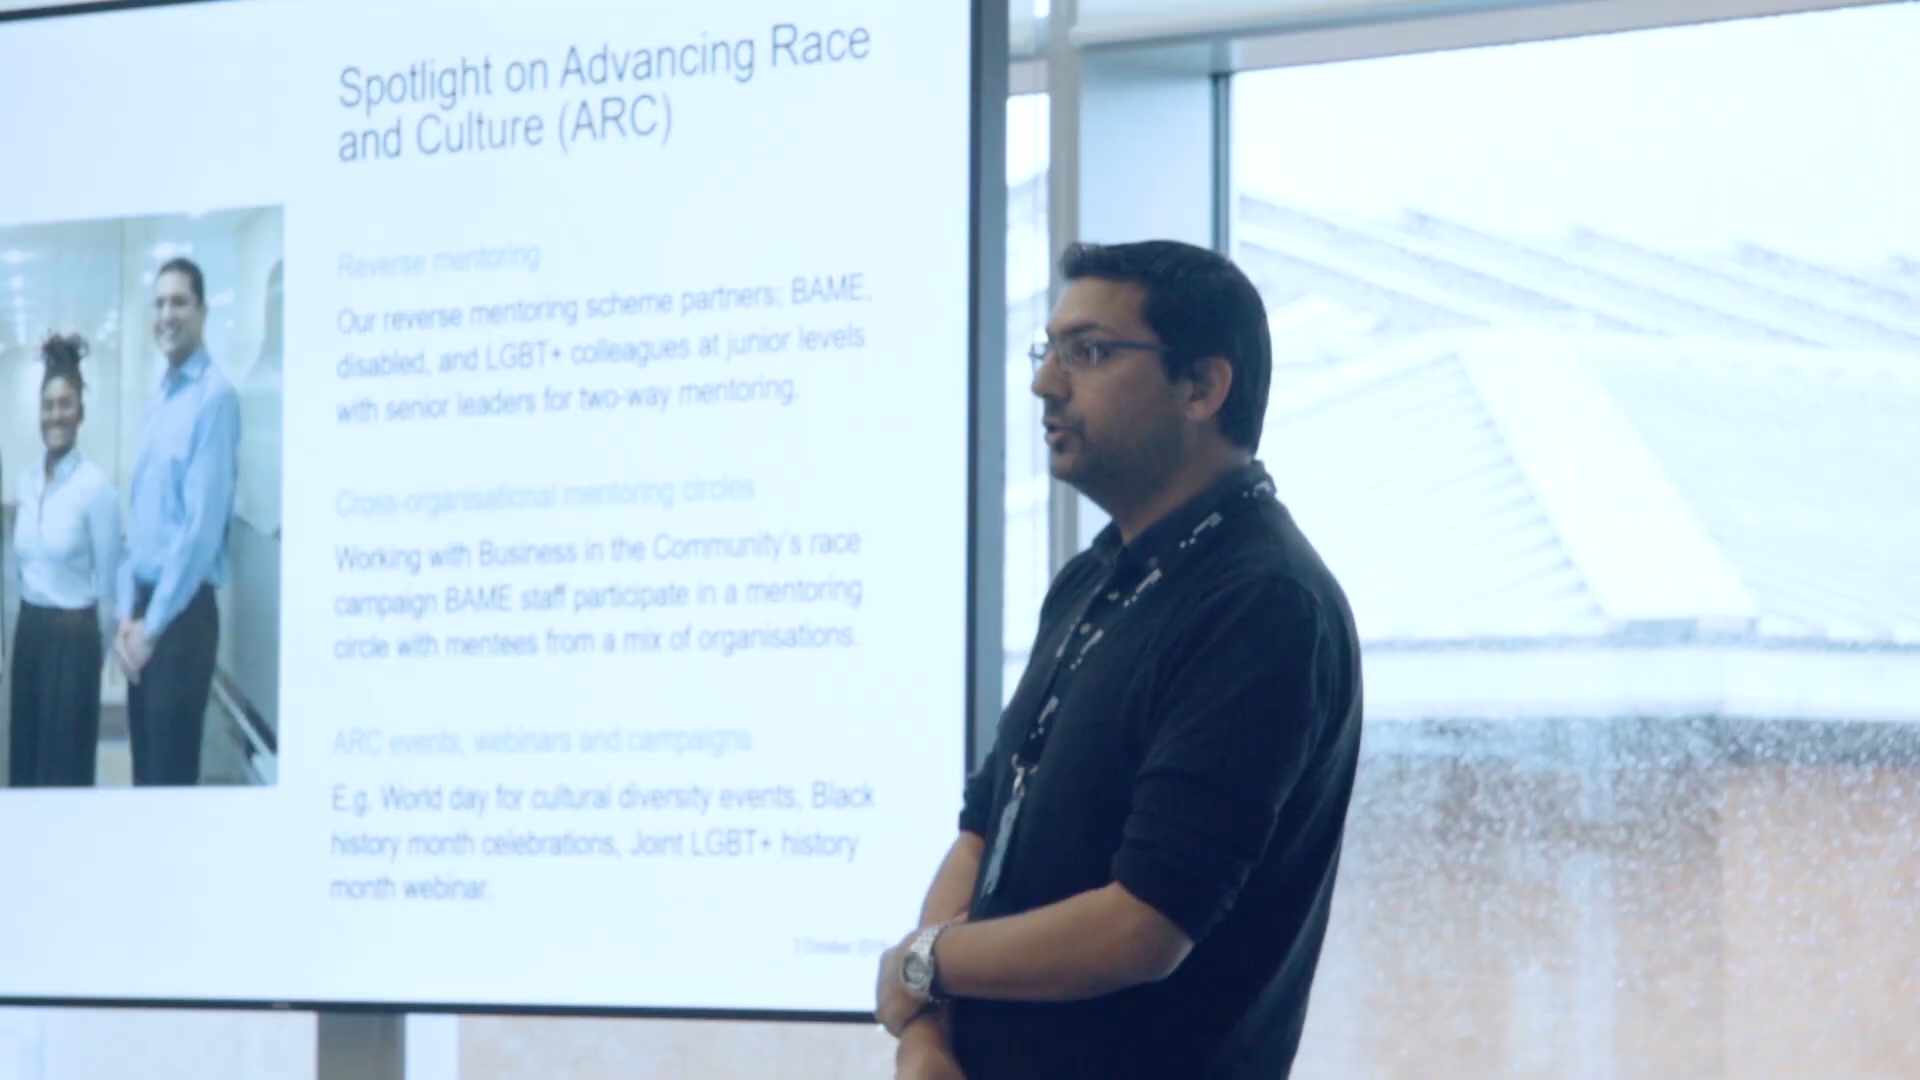 Spotlight on Advancing Race
and Culture (ARC)
Reverse mentoring
Our reverse mentoring scheme partners; BAME,
disabled, and LGBT+ colleagues at junior levels
with senior leaders for two-way mentoring.
Cross-organisational mentoring circles
Working with Business in the Community's race
campaign BAME staff participate in a mentoring
circle with mentees from a mix of organisations.
ARC events, webinars and campaigns
E.g. World day for cultural diversity events, Black
history month celebrations, Joint LGBT+ history
month webinar.
October